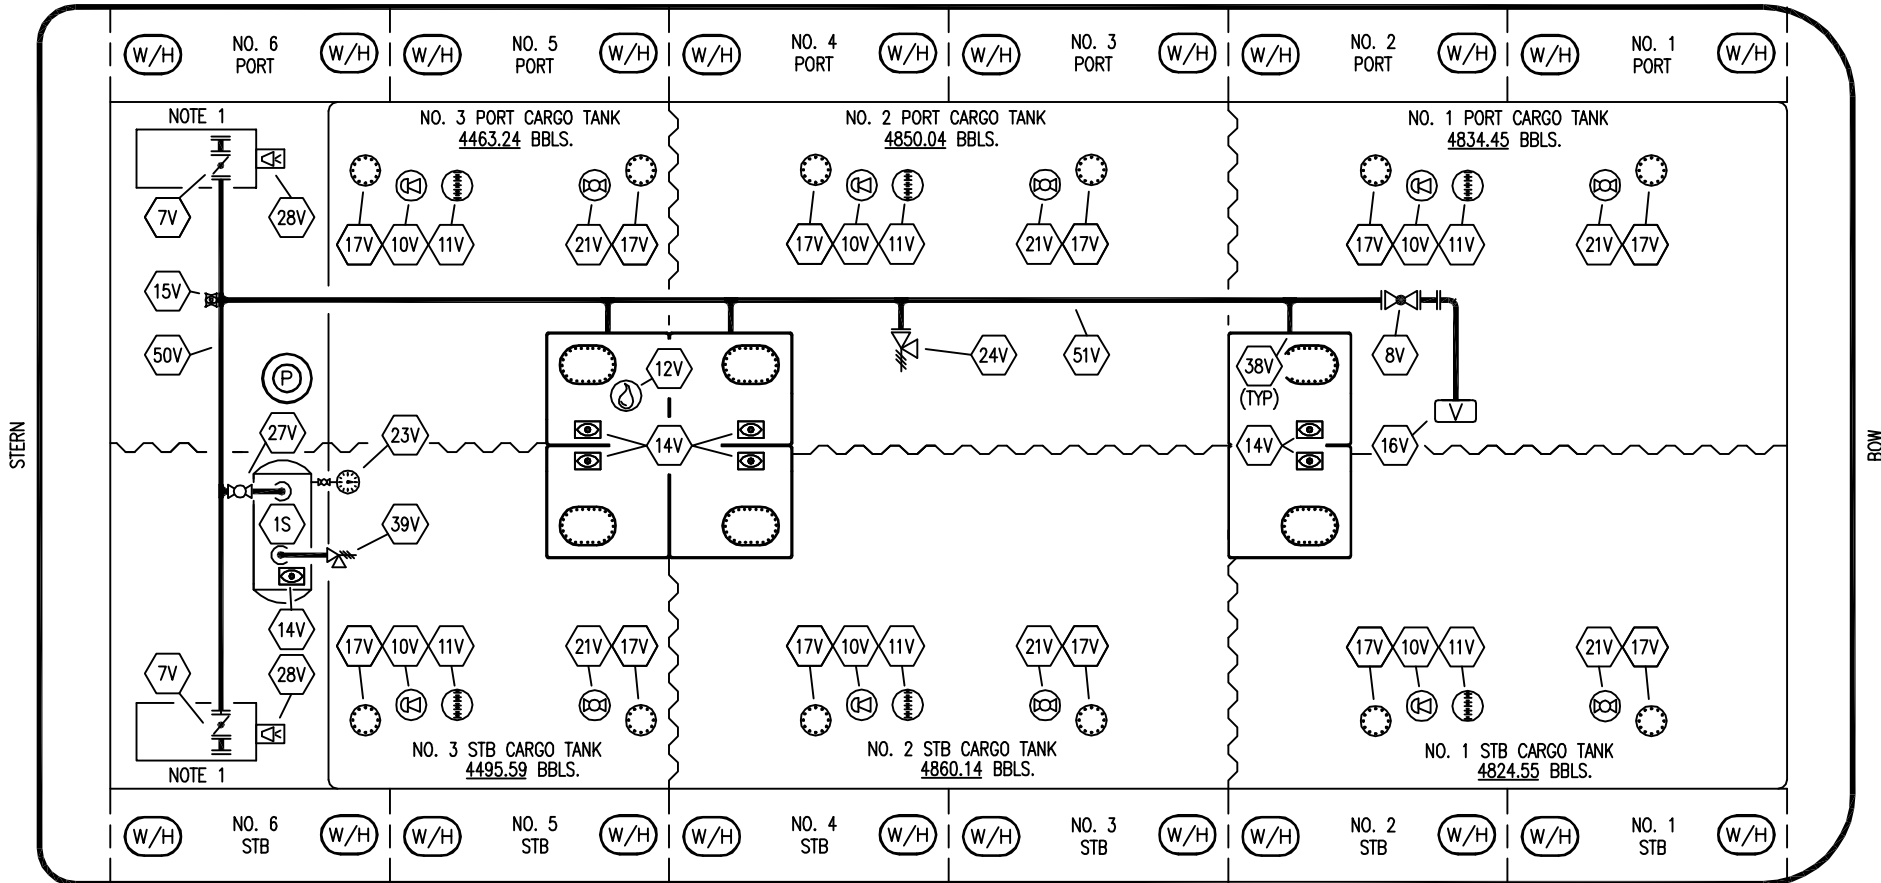 W/H NO. 6 W/H W/H NO. 5 W/H W/H NO. 4 W/H W/H NO. 3 W/H W/H NO. 2 W/H W/H NO. 1 W/H
PORT PORT PORT PORT PORT PORT
NOTE 1
NO. 3 PORT CARGO TANK
4463.24 BBLS.
NO. 2 PORT CARGO TANK
4850.04 BBLS.
NO. 1 PORT CARGO TANK
4834.45 BBLS.
7V 28V
17V 10V 11V 21V 17V
17V 10V 11V 21V 17V
17V 10V 11V 21V 17V
15V
50V
P
12V
24V
51V
38V
(TYP)
8V
V
STERN
27V
23V
14V
14V
16V
BOW
1S
39V
14V
7V
28V
17V 10V 11V 21V 17V
17V 10V 11V 21V 17V
17V 10V 11V 21V 17V
NOTE 1
NO. 3 STB CARGO TANK
4495.59 BBLS.
NO. 2 STB CARGO TANK
4860.14 BBLS.
NO. 1 STB CARGO TANK
4824.55 BBLS.
W/H NO. 6 W/H W/H NO. 5 W/H W/H NO. 4 W/H W/H NO. 3 W/H W/H NO. 2 W/H W/H NO. 1 W/H
STB STB STB STB STB STB